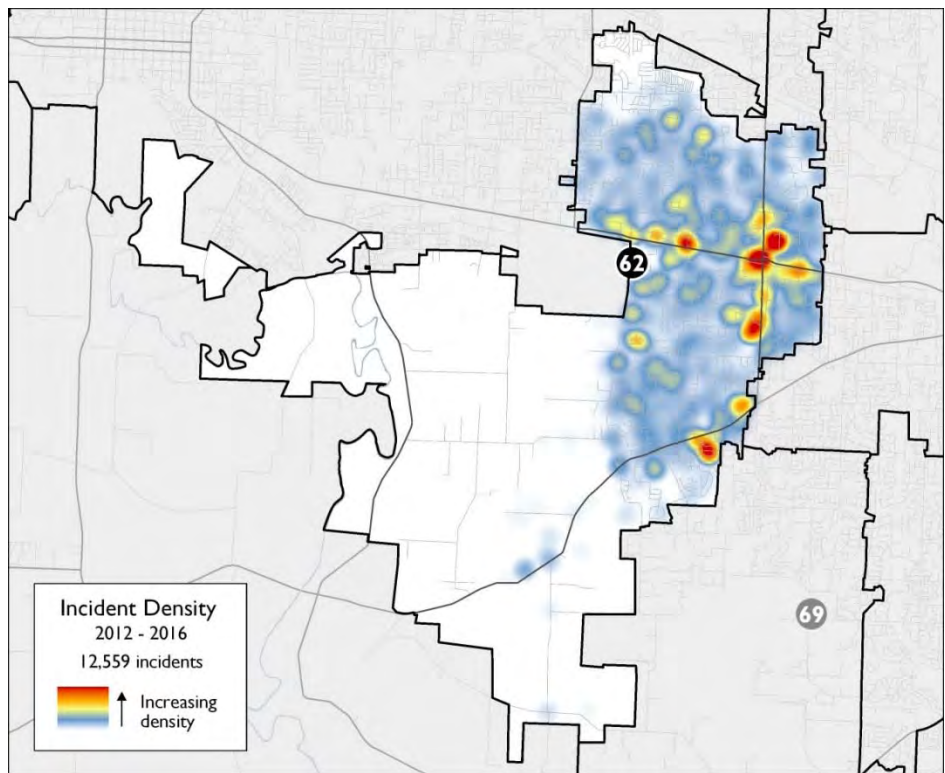 62
69
Incident Density
2012 - 2016
12,559 incidents
Increasing
density